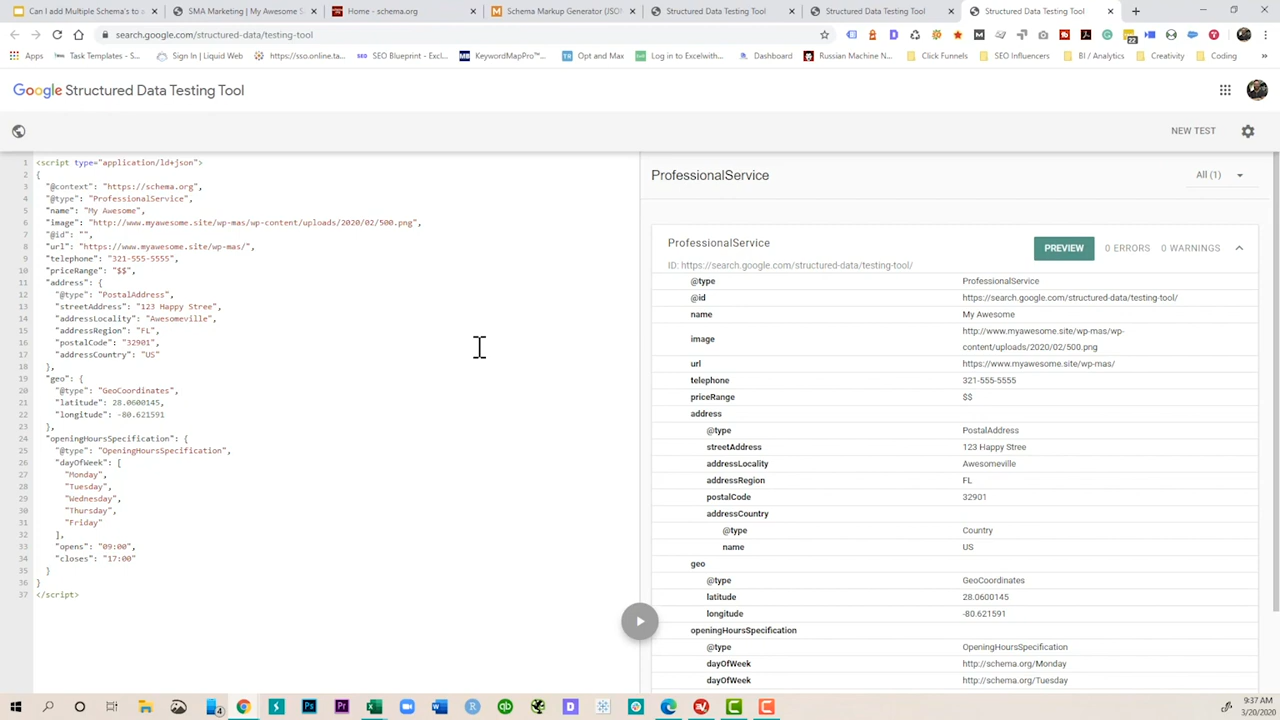 Can I add Multiple Schema's to a
SMA Marketing | My Awesome S
Home - schema.org
Schema Markup Generator (JSON
Structured Data Testing Tool
Structured Data Testing Tool
Structured Data Testing Tool
search.google.com/structured-data/testing-tool
Apps
Task Templates - S...
Sign In | Liquid Web
https://sso.online.ta...
SEO Blueprint - Excl...
KeywordMapPro™...
Opt and Max
Log in to Excelwith...
Dashboard
Russian Machine N...
Click Funnels
SEO Influencers
BI / Analytics
Creativity
Coding
Google Structured Data Testing Tool
NEW TEST
1 <script type="application/ld+json">
2 {
3 "@context": "https://schema.org",
4 "@type": "ProfessionalService",
5 "name": "My Awesome",
6 "image": "http://www.myawesome.site/wp-mas/wp-content/uploads/2020/02/500.png",
7 "@id": "",
8 "url": "https://www.myawesome.site/wp-mas/",
9 "telephone": "321-555-5555",
10 "priceRange": "$$",
11 "address": {
12 "@type": "PostalAddress",
13 "streetAddress": "123 Happy Stree",
14 "addressLocality": "Awesomeville",
15 "addressRegion": "FL",
16 "postalCode": "32901",
17 "addressCountry": "US"
18 },
19 "geo": {
20 "@type": "GeoCoordinates",
21 "latitude": 28.0600145,
22 "longitude": -80.621591
23 },
24 "openingHoursSpecification": {
25 "@type": "OpeningHoursSpecification",
26 "dayOfWeek": [
27 "Monday",
28 "Tuesday",
29 "Wednesday",
30 "Thursday",
31 "Friday"
32 ],
33 "opens": "09:00",
34 "closes": "17:00"
35 }
36 }
37 </script>
ProfessionalService
All (1)
ProfessionalService
PREVIEW
0 ERRORS
0 WARNINGS
ID: https://search.google.com/structured-data/testing-tool/
@type ProfessionalService
@id https://search.google.com/structured-data/testing-tool/
name My Awesome
image http://www.myawesome.site/wp-mas/wp-
content/uploads/2020/02/500.png
url https://www.myawesome.site/wp-mas/
telephone 321-555-5555
priceRange $$
address
@type PostalAddress
streetAddress 123 Happy Stree
addressLocality Awesomeville
addressRegion FL
postalCode 32901
addressCountry
@type Country
name US
geo
@type GeoCoordinates
latitude 28.0600145
longitude -80.621591
openingHoursSpecification
@type OpeningHoursSpecification
dayOfWeek http://schema.org/Monday
dayOfWeek http://schema.org/Tuesday
9:37 AM
3/20/2020